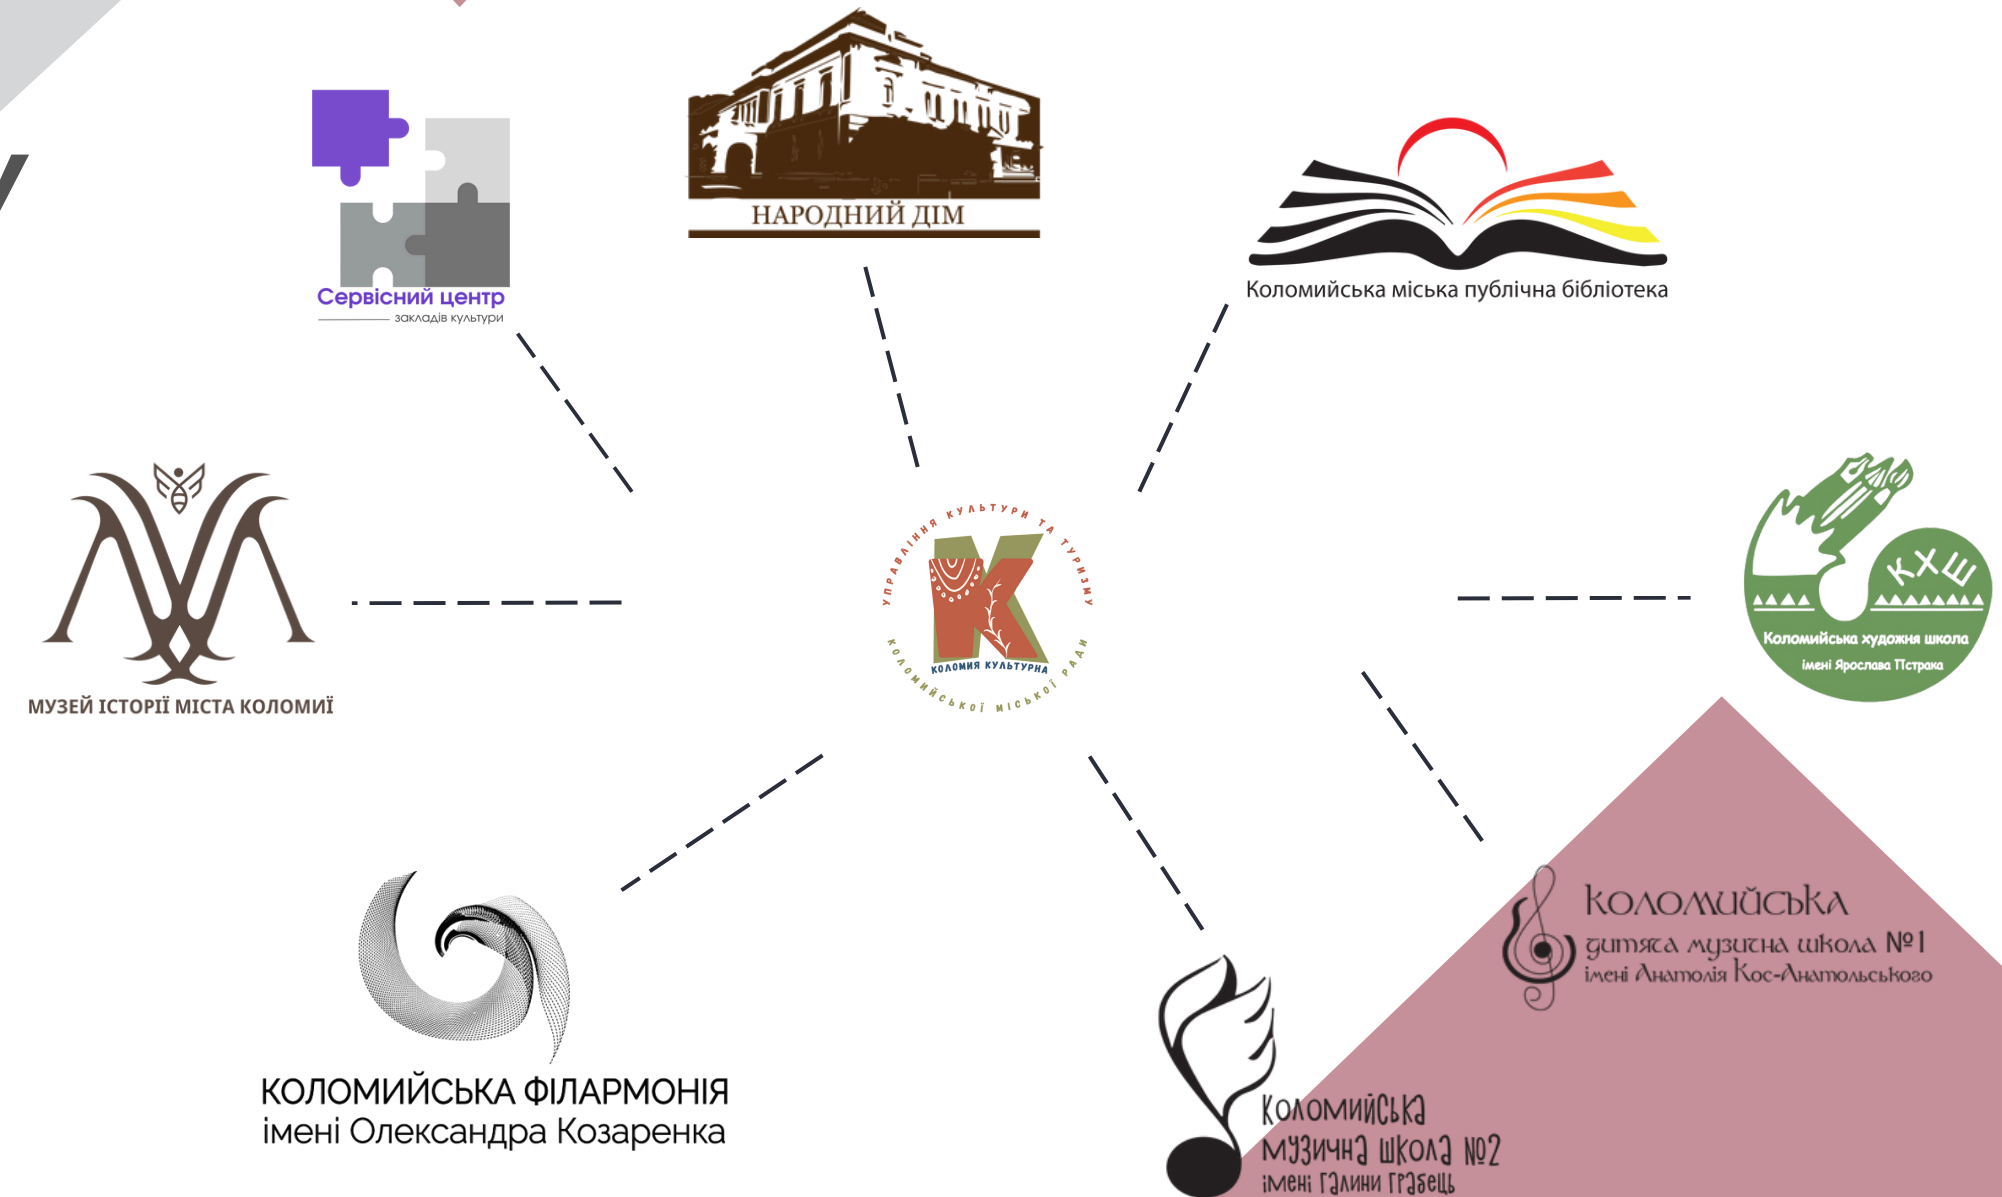 НАРОДНИЙ ДІМ
Сервісний центр
закладів культури
Коломийська міська публічна бібліотека
УПРАВЛІННЯ КУЛЬТУРИ ТА ТУРИЗМУ
КОЛОМИЯ КУЛЬТУРНА
КОЛОМИЙСЬКОЇ МІСЬКОЇ РАДИ
КХШ
Коломийська художня школа
імені Ярослава Пстрака
МУЗЕЙ ІСТОРІЇ МІСТА КОЛОМИЇ
КОЛОМИЙСЬКА
дитяча музична школа №1
імені Анатолія Кос-Анатольського
КОЛОМИЙСЬКА ФІЛАРМОНІЯ
імені Олександра Козаренка
КОЛОМИЙСЬКА
МУЗИЧНА ШКОЛА №2
імені Галини Грабець